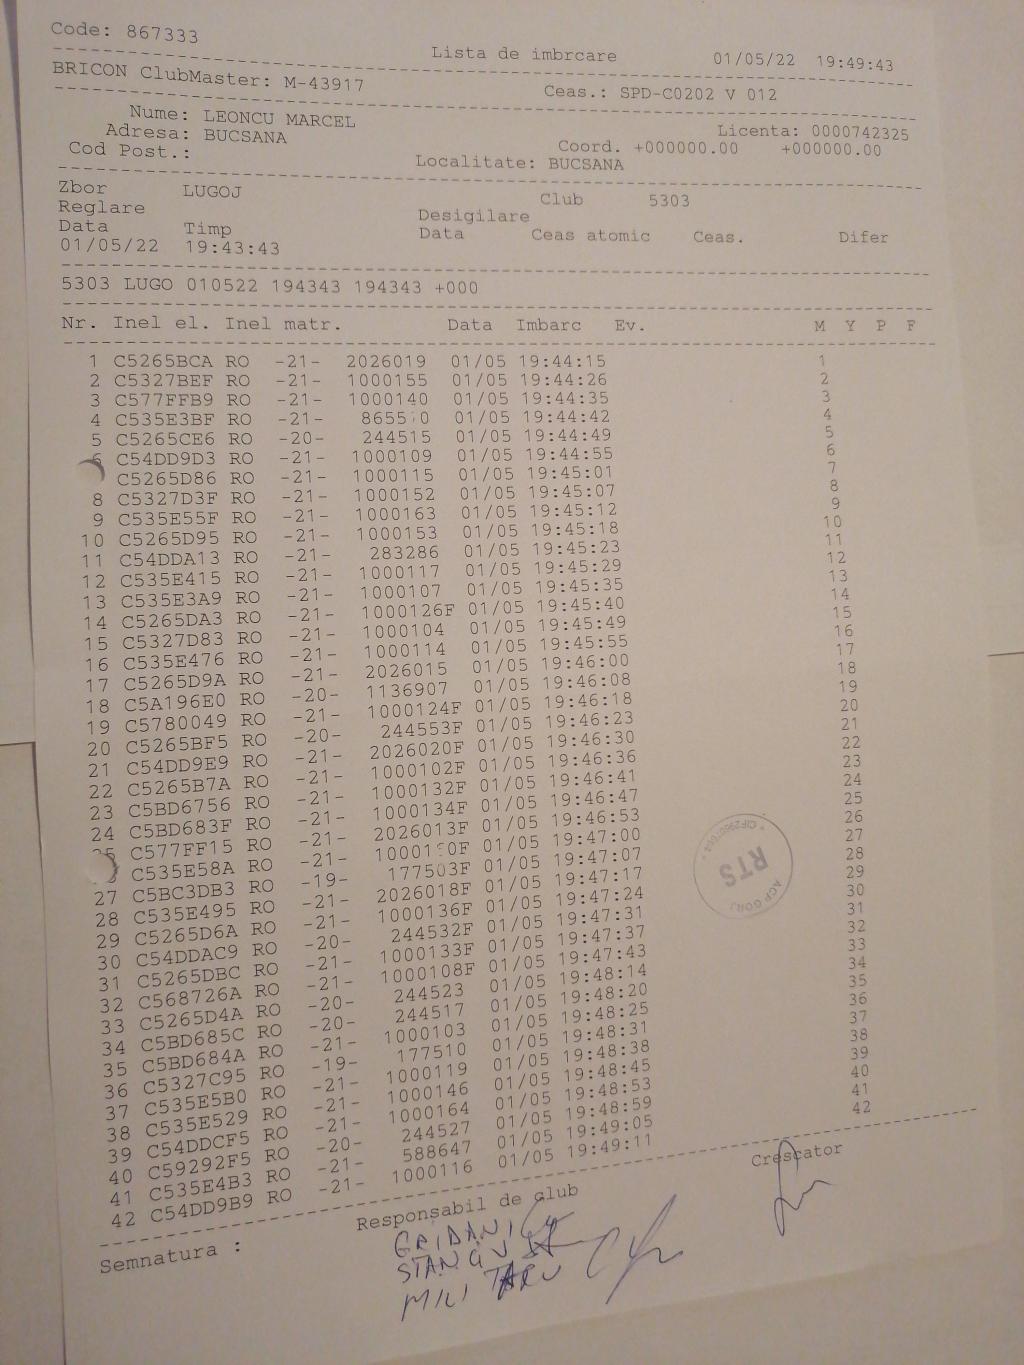 Code: 867333
Lista de imbrcare 01/05/22 19:49:43
BRICON ClubMaster: M-43917 Ceas.: SPD-C0202 V 012
Nume: LEONCU MARCEL Licenta: 0000742325
Adresa: BUCSANA Coord. +000000.00 +000000.00
Cod Post.: Localitate: BUCSANA
Zbor LUGOJ Club 5303
Reglare Desigilare
Data Timp Data Ceas atomic Ceas. Difer
01/05/22 19:43:43
5303 LUGO 010522 194343 194343 +000
Nr. Inel el. Inel matr. Data Imbarc Ev. M Y P F
1 C5265BCA RO -21- 2026019 01/05 19:44:15 1
2 C5327BEF RO -21- 1000155 01/05 19:44:26 2
3 C577FFB9 RO -21- 1000140 01/05 19:44:35 3
4 C535E3BF RO -21- 01/05 19:44:42 4
5 C5265CE6 RO -20- 244515 01/05 19:44:49 5
6 C54DD9D3 RO -21- 1000109 01/05 19:44:55 6
C5265D86 RO -21- 1000115 01/05 19:45:01 7
8 C5327D3F RO -21- 1000152 01/05 19:45:07 8
9 C535E55F RO -21- 1000163 01/05 19:45:12 9
10 C5265D95 RO -21- 1000153 01/05 19:45:18 10
11 C54DDA13 RO -21- 283286 01/05 19:45:23 11
12 C535E415 RO -21- 1000117 01/05 19:45:29 12
13 C535E3A9 RO -21- 1000107 01/05 19:45:35 13
14 C5265DA3 RO -21- 1000126F 01/05 19:45:40 14
15 C5327D83 RO -21- 1000104 01/05 19:45:49 15
16 C535E476 RO -21- 1000114 01/05 19:45:55 16
17 C5265D9A RO -21- 2026015 01/05 19:46:00 17
18 C5A196E0 RO -20- 1136907 01/05 19:46:08 18
19 C5780049 RO -21- 1000124F 01/05 19:46:18 19
20 C5265BF5 RO -20- 244553F 01/05 19:46:23 20
21 C54DD9E9 RO -21- 2026020F 01/05 19:46:30 21
22 C5265B7A RO -21- 1000102F 01/05 19:46:36 22
23 C5BD6756 RO -21- 1000132F 01/05 19:46:41 23
24 C5BD683F RO -21- 1000134F 01/05 19:46:47 24
C577FF15 RO -21- 2026013F 01/05 19:46:53 25
C535E58A RO -21- 01/05 19:47:00 26
27 C5BC3DB3 RO -19- 177503F 01/05 19:47:07 27
28 C535E495 RO -21- 2026018F 01/05 19:47:17 28
29 C5265D6A RO -21- 1000136F 01/05 19:47:24 29
30 C54DDAC9 RO -20- 244532F 01/05 19:47:31 30
31 C5265DBC RO -21- 1000133F 01/05 19:47:37 31
32 C568726A RO -21- 1000108F 01/05 19:47:43 32
33 C5265D4A RO -20- 244523 01/05 19:48:14 33
34 C5BD685C RO -20- 244517 01/05 19:48:20 34
35 C5BD684A RO -21- 1000103 01/05 19:48:25 35
36 C5327C95 RO -19- 177510 01/05 19:48:31 36
37 C535E5B0 RO -21- 1000119 01/05 19:48:38 37
38 C535E529 RO -21- 1000146 01/05 19:48:45 38
39 C54DDCF5 RO -21- 1000164 01/05 19:48:53 39
40 C59292F5 RO -20- 244527 01/05 19:48:59 40
41 C535E4B3 RO -21- 588647 01/05 19:49:05 41
42 C54DD9B9 RO -21- 1000116 01/05 19:49:11 42
RTS
ACP GORJ
Responsabil de club Crescator
Semnatura :
STANGU
MILITARU